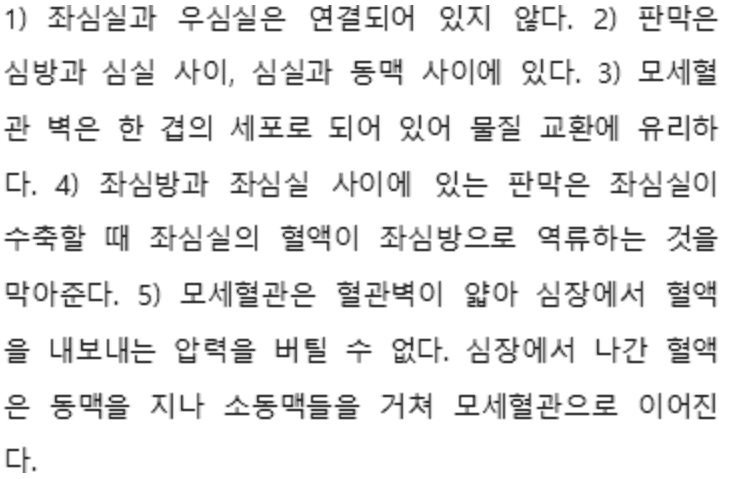 1) 좌심실과 우심실은 연결되어 있지 않다. 2) 판막은
심방과 심실 사이, 심실과 동맥 사이에 있다. 3) 모세혈
관 벽은 한 겹의 세포로 되어 있어 물질 교환에 유리하
다. 4) 좌심방과 좌심실 사이에 있는 판막은 좌심실이
수축할 때 좌심실의 혈액이 좌심방으로 역류하는 것을
막아준다. 5) 모세혈관은 혈관벽이 얇아 심장에서 혈액
을 내보내는 압력을 버틸 수 없다. 심장에서 나간 혈액
은 동맥을 지나 소동맥들을 거쳐 모세혈관으로 이어진
다.